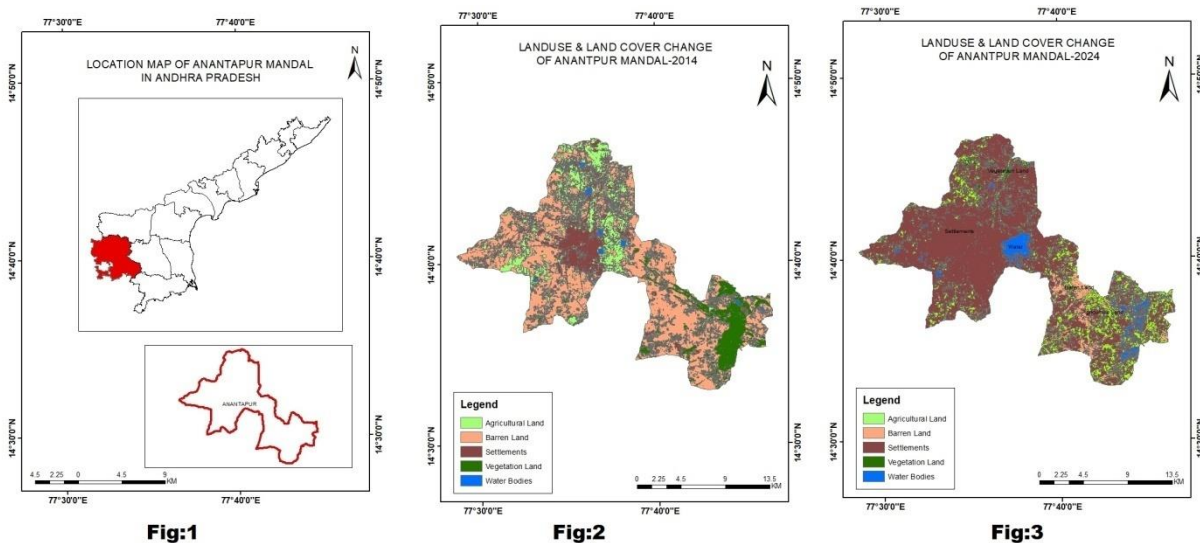 77°30'0"E 77°40'0"E
LOCATION MAP OF ANANTAPUR MANDAL
IN ANDHRA PRADESH
N
14°50'0"N
14°50'0"N
14°40'0"N
14°40'0"N
ANANTAPUR
14°30'0"N
14°30'0"N
4.5 2.25 0 4.5 9
KM
77°30'0"E 77°40'0"E
Fig:1
77°30'0"E 77°40'0"E
LANDUSE & LAND COVER CHANGE
OF ANANTPUR MANDAL-2014
N
14°50'0"N
14°40'0"N
14°30'0"N
Legend
Agricultural Land
Barren Land
Settlements
Vegetation Land
Water Bodies
0 2.25 4.5 9 13.5
KM
77°30'0"E 77°40'0"E
Fig:2
77°30'0"E 77°40'0"E
LANDUSE & LAND COVER CHANGE
OF ANANTPUR MANDAL-2024
N
14°50'0"N
14°50'0"N
14°40'0"N
14°40'0"N
14°30'0"N
14°30'0"N
Land
Settlements
Water
Land
Legend
Agricultural Land
Barren Land
Settlements
Vegetation Land
Water Bodies
0 2.25 4.5 9 13.5
KM
77°30'0"E 77°40'0"E
Fig:3